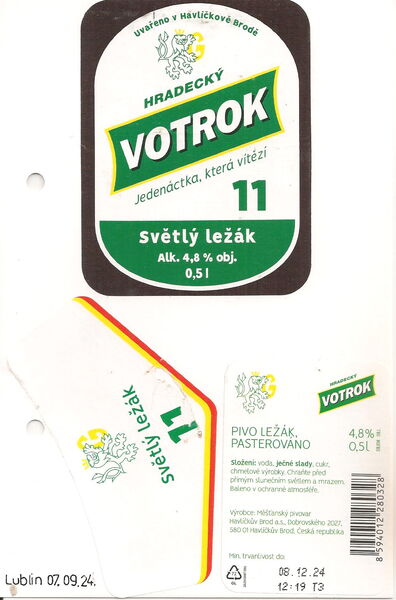 Uvařeno v Havlíčkově Brodě
G
HRADECKÝ
VOTROK
Jedenáctka, která vítězí
11
Světlý ležák
Alk. 4,8 % obj.
0,5 l
G
Světlý ležák
11
G
HRADECKÝ
VOTROK
PIVO LEŽÁK,
PASTEROVÁNO
4,8%
0,5L
Složení: voda, ječné slady, cukr,
chmelové výrobky. Chraňte před
přímým slunečním světlem a mrazem.
Baleno v ochranné atmosféře.
Výrobce: Měšťanský pivovar
Havlíčkův Brod a.s., Dobrovského 2027,
580 01 Havlíčkův Brod, Česká republika
8594012280328
Min. trvanlivost do:
08.12.24
12:19 T3
Lublin 07.09.24.